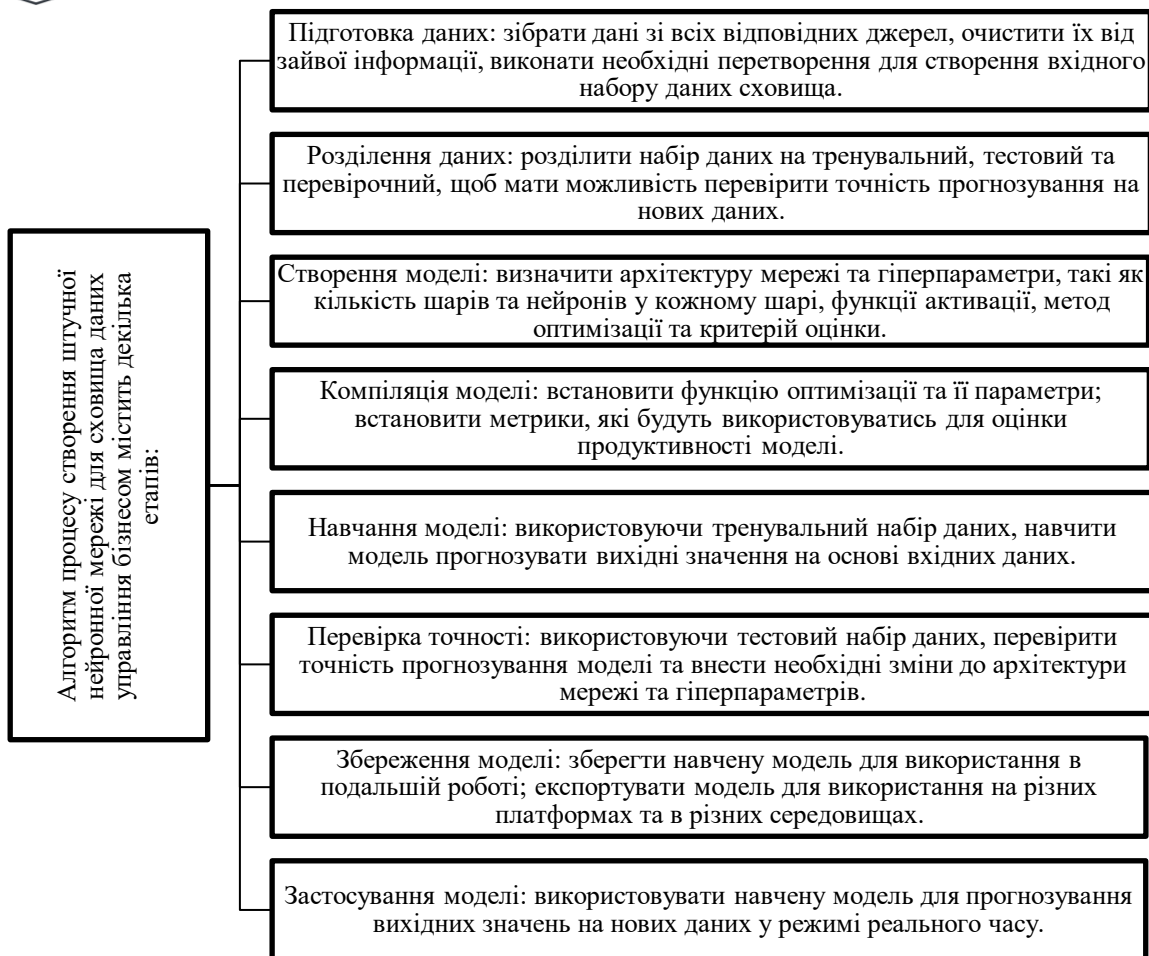 Алгоритм процесу створення штучної
нейронної мережі для сховища даних
управління бізнесом містить декілька
етапів:
Підготовка даних: зібрати дані зі всіх відповідних джерел, очистити їх від
зайвої інформації, виконати необхідні перетворення для створення вхідного
набору даних сховища.
Розділення даних: розділити набір даних на тренувальний, тестовий та
перевірочний, щоб мати можливість перевірити точність прогнозування на
нових даних.
Створення моделі: визначити архітектуру мережі та гіперпараметри, такі як
кількість шарів та нейронів у кожному шарі, функції активації, метод
оптимізації та критерій оцінки.
Компіляція моделі: встановити функцію оптимізації та її параметри;
встановити метрики, які будуть використовуватись для оцінки
продуктивності моделі.
Навчання моделі: використовуючи тренувальний набір даних, навчити
модель прогнозувати вихідні значення на основі вхідних даних.
Перевірка точності: використовуючи тестовий набір даних, перевірити
точність прогнозування моделі та внести необхідні зміни до архітектури
мережі та гіперпараметрів.
Збереження моделі: зберегти навчену модель для використання в
подальшій роботі; експортувати модель для використання на різних
платформах та в різних середовищах.
Застосування моделі: використовувати навчену модель для прогнозування
вихідних значень на нових даних у режимі реального часу.